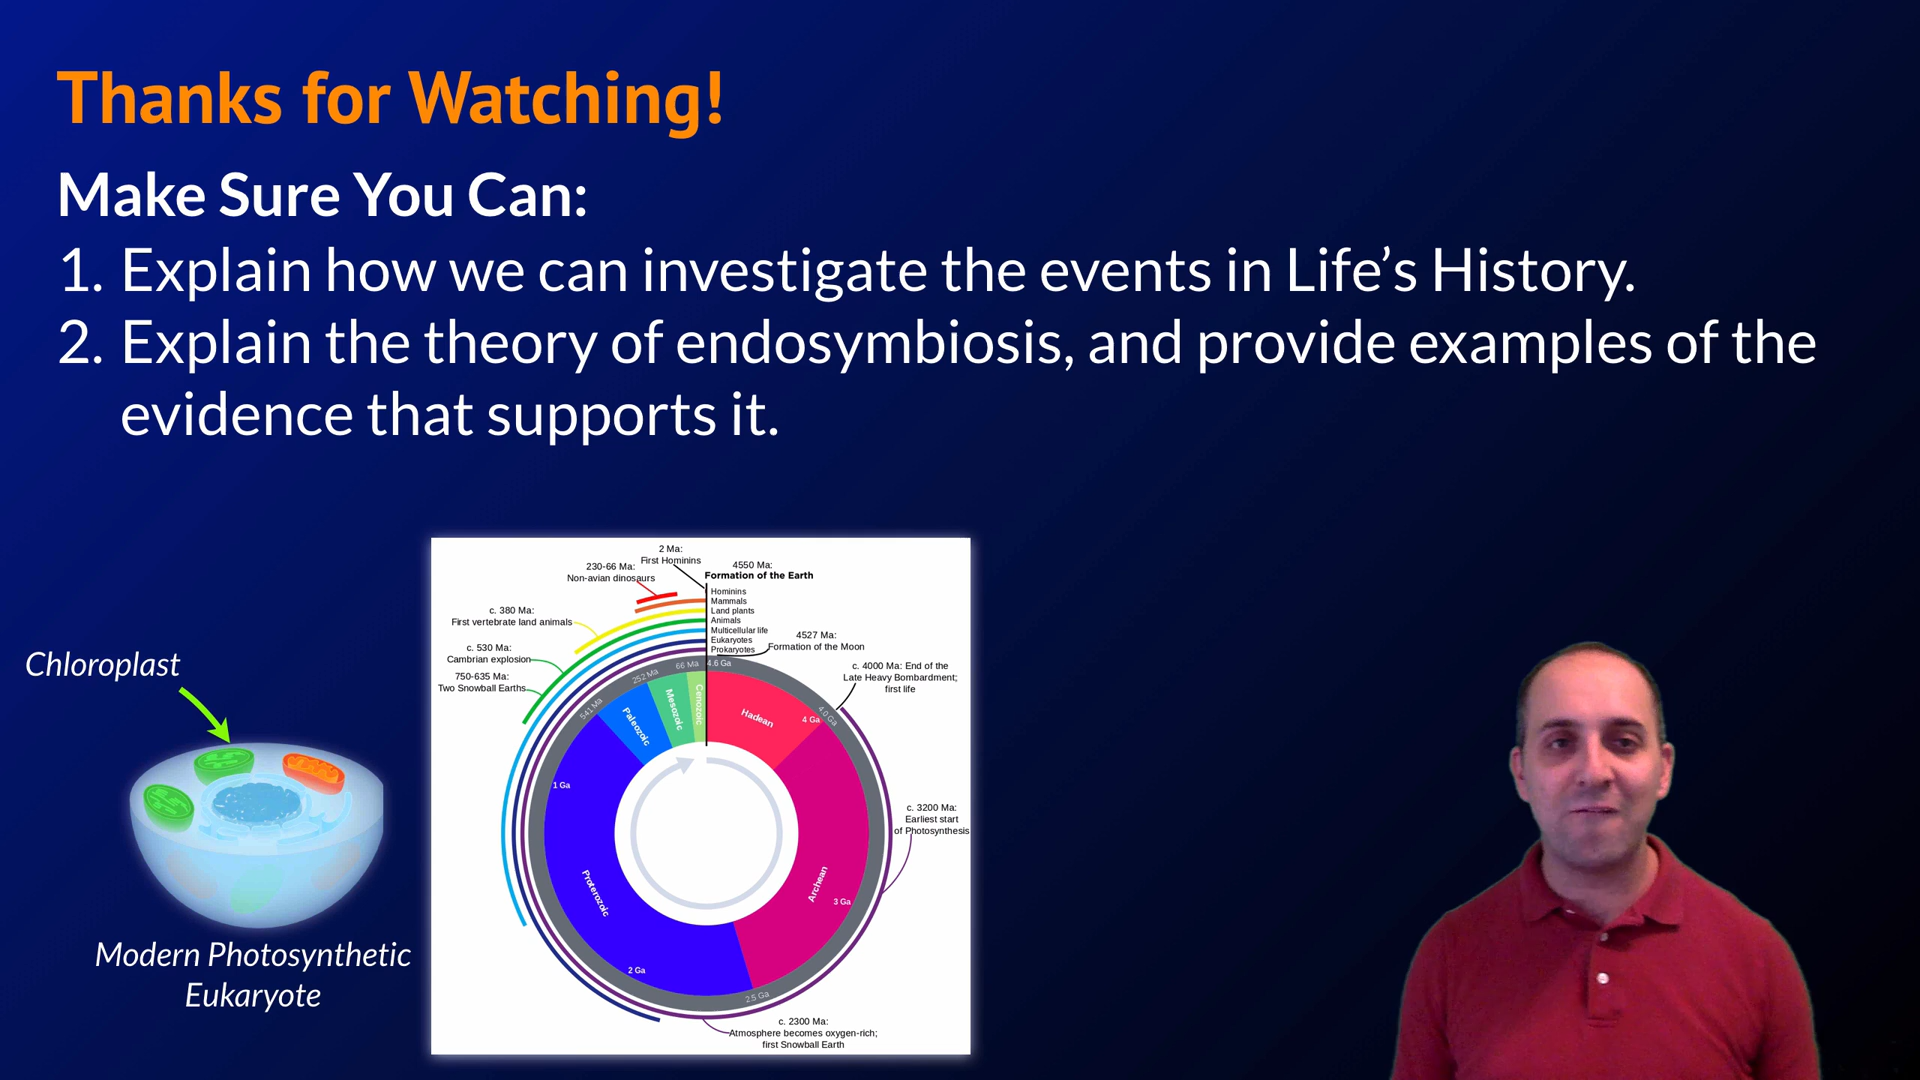 Thanks for Watching!
Make Sure You Can:
1. Explain how we can investigate the events in Life’s History.
2. Explain the theory of endosymbiosis, and provide examples of the
evidence that supports it.
Chloroplast
Modern Photosynthetic
Eukaryote
2 Ma:
First Hominins
230-66 Ma:
Non-avian dinosaurs
c. 380 Ma:
First vertebrate land animals
c. 530 Ma:
Cambrian explosion
750-635 Ma:
Two Snowball Earths
4550 Ma:
Formation of the Earth
Hominins
Mammals
Land plants
Animals
Multicellular life
Eukaryotes
Prokaryotes
4527 Ma:
Formation of the Moon
c. 4000 Ma: End of the
Late Heavy Bombardment;
first life
c. 3200 Ma:
Earliest start
of Photosynthesis
c. 2300 Ma:
Atmosphere becomes oxygen-rich;
first Snowball Earth
4.6 Ga
4.0 Ga
2.5 Ga
541 Ma
252 Ma
66 Ma
Hadean
4 Ga
Archean
3 Ga
Proterozoic
2 Ga
1 Ga
Paleozoic
Mesozoic
Cenozoic